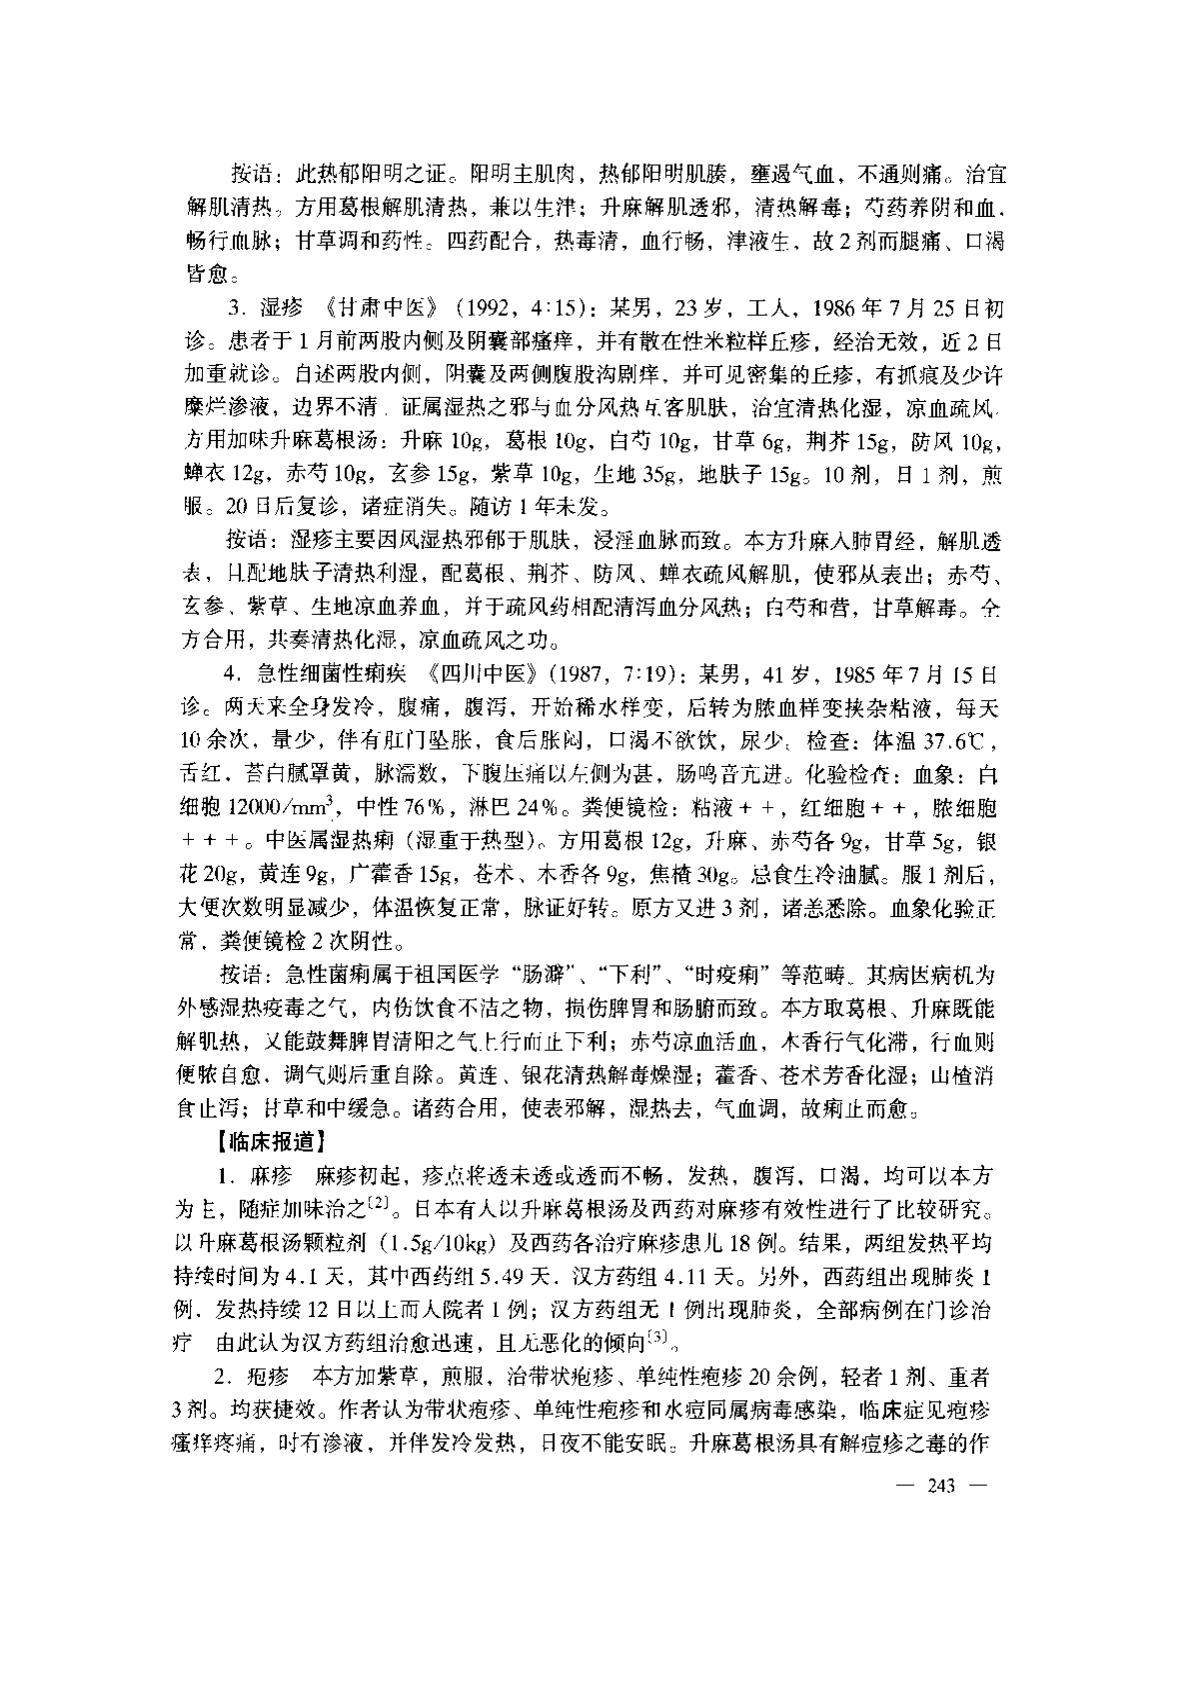 按语：此热郁阳明之证。阳明主肌肉，热郁阳明肌腠，壅遏气血，不通则痛。治宜
解肌清热。方用葛根解肌清热，兼以生津；升麻解肌透邪，清热解毒；芍药养阴和血，
畅行血脉；甘草调和药性。四药配合，热毒清，血行畅，津液生，故2剂而腿痛、口渴
皆愈。
3．湿疹 《甘肃中医》（1992，4:15）：某男，23岁，工人，1986年7月25日初
诊。患者于1月前两股内侧及阴囊部瘙痒，并有散在性米粒样丘疹，经治无效，近2日
加重就诊。自述两股内侧，阴囊及两侧腹股沟剧痒，并可见密集的丘疹，有抓痕及少许
糜烂渗液，边界不清．证属湿热之邪与血分风热互客肌肤，治宜清热化湿，凉血疏风．
方用加味升麻葛根汤：升麻10g，葛根10g，白芍10g，甘草6g，荆芥15g，防风10g，
蝉衣12g，赤芍10g，玄参15g，紫草10g，生地35g，地肤子15g。10剂，日1剂，煎
服。20日后复诊，诸症消失。随访1年未发。
按语：湿疹主要因风湿热邪郁于肌肤，浸淫血脉而致。本方升麻入肺胃经，解肌透
表，且配地肤子清热利湿，配葛根、荆芥、防风、蝉衣疏风解肌，使邪从表出；赤芍、
玄参、紫草、生地凉血养血，并于疏风药相配清泻血分风热；白芍和营，甘草解毒。全
方合用，共奏清热化湿，凉血疏风之功。
4．急性细菌性痢疾 《四川中医》（1987，7:19）：某男，41岁，1985年7月15日
诊。两天来全身发冷，腹痛，腹泻，开始稀水样变，后转为脓血样变挟杂粘液，每天
10余次，量少，伴有肛门坠胀，食后胀闷，口渴不欲饮，尿少。检查：体温37.6℃，
舌红，苔白腻罩黄，脉濡数，下腹压痛以左侧为甚，肠鸣音亢进。化验检查：血象：白
细胞12000/mm³，中性76%，淋巴24%。粪便镜检：粘液＋＋，红细胞＋＋，脓细胞
＋＋＋。中医属湿热痢（湿重于热型）。方用葛根12g，升麻、赤芍各9g，甘草5g，银
花20g，黄连9g，广藿香15g，苍术、木香各9g，焦楂30g。忌食生冷油腻。服1剂后，
大便次数明显减少，体温恢复正常，脉证好转。原方又进3剂，诸恙悉除。血象化验正
常，粪便镜检2次阴性。
按语：急性菌痢属于祖国医学“肠澼”、“下利”、“时疫痢”等范畴。其病因病机为
外感湿热疫毒之气，内伤饮食不洁之物，损伤脾胃和肠腑而致。本方取葛根、升麻既能
解肌热，又能鼓舞脾胃清阳之气上行而止下利；赤芍凉血活血，木香行气化滞，行血则
便脓自愈，调气则后重自除。黄连、银花清热解毒燥湿；藿香、苍术芳香化湿；山楂消
食止泻；甘草和中缓急。诸药合用，使表邪解，湿热去，气血调，故痢止而愈。
【临床报道】
1．麻疹 麻疹初起，疹点将透未透或透而不畅，发热，腹泻，口渴，均可以本方
为主，随症加味治之[2]。日本有人以升麻葛根汤及西药对麻疹有效性进行了比较研究。
以升麻葛根汤颗粒剂（1.5g/10kg）及西药各治疗麻疹患儿18例。结果，两组发热平均
持续时间为4.1天，其中西药组5.49天，汉方药组4.11天。另外，西药组出现肺炎1
例，发热持续12日以上而人院者1例；汉方药组无1例出现肺炎，全部病例在门诊治
疗 由此认为汉方药组治愈迅速，且无恶化的倾向[3]。
2．疱疹 本方加紫草，煎服，治带状疱疹、单纯性疱疹20余例，轻者1剂、重者
3剂。均获捷效。作者认为带状疱疹、单纯性疱疹和水痘同属病毒感染，临床症见疱疹
瘙痒疼痛，时有渗液，并伴发冷发热，日夜不能安眠。升麻葛根汤具有解痘疹之毒的作
— 243 —